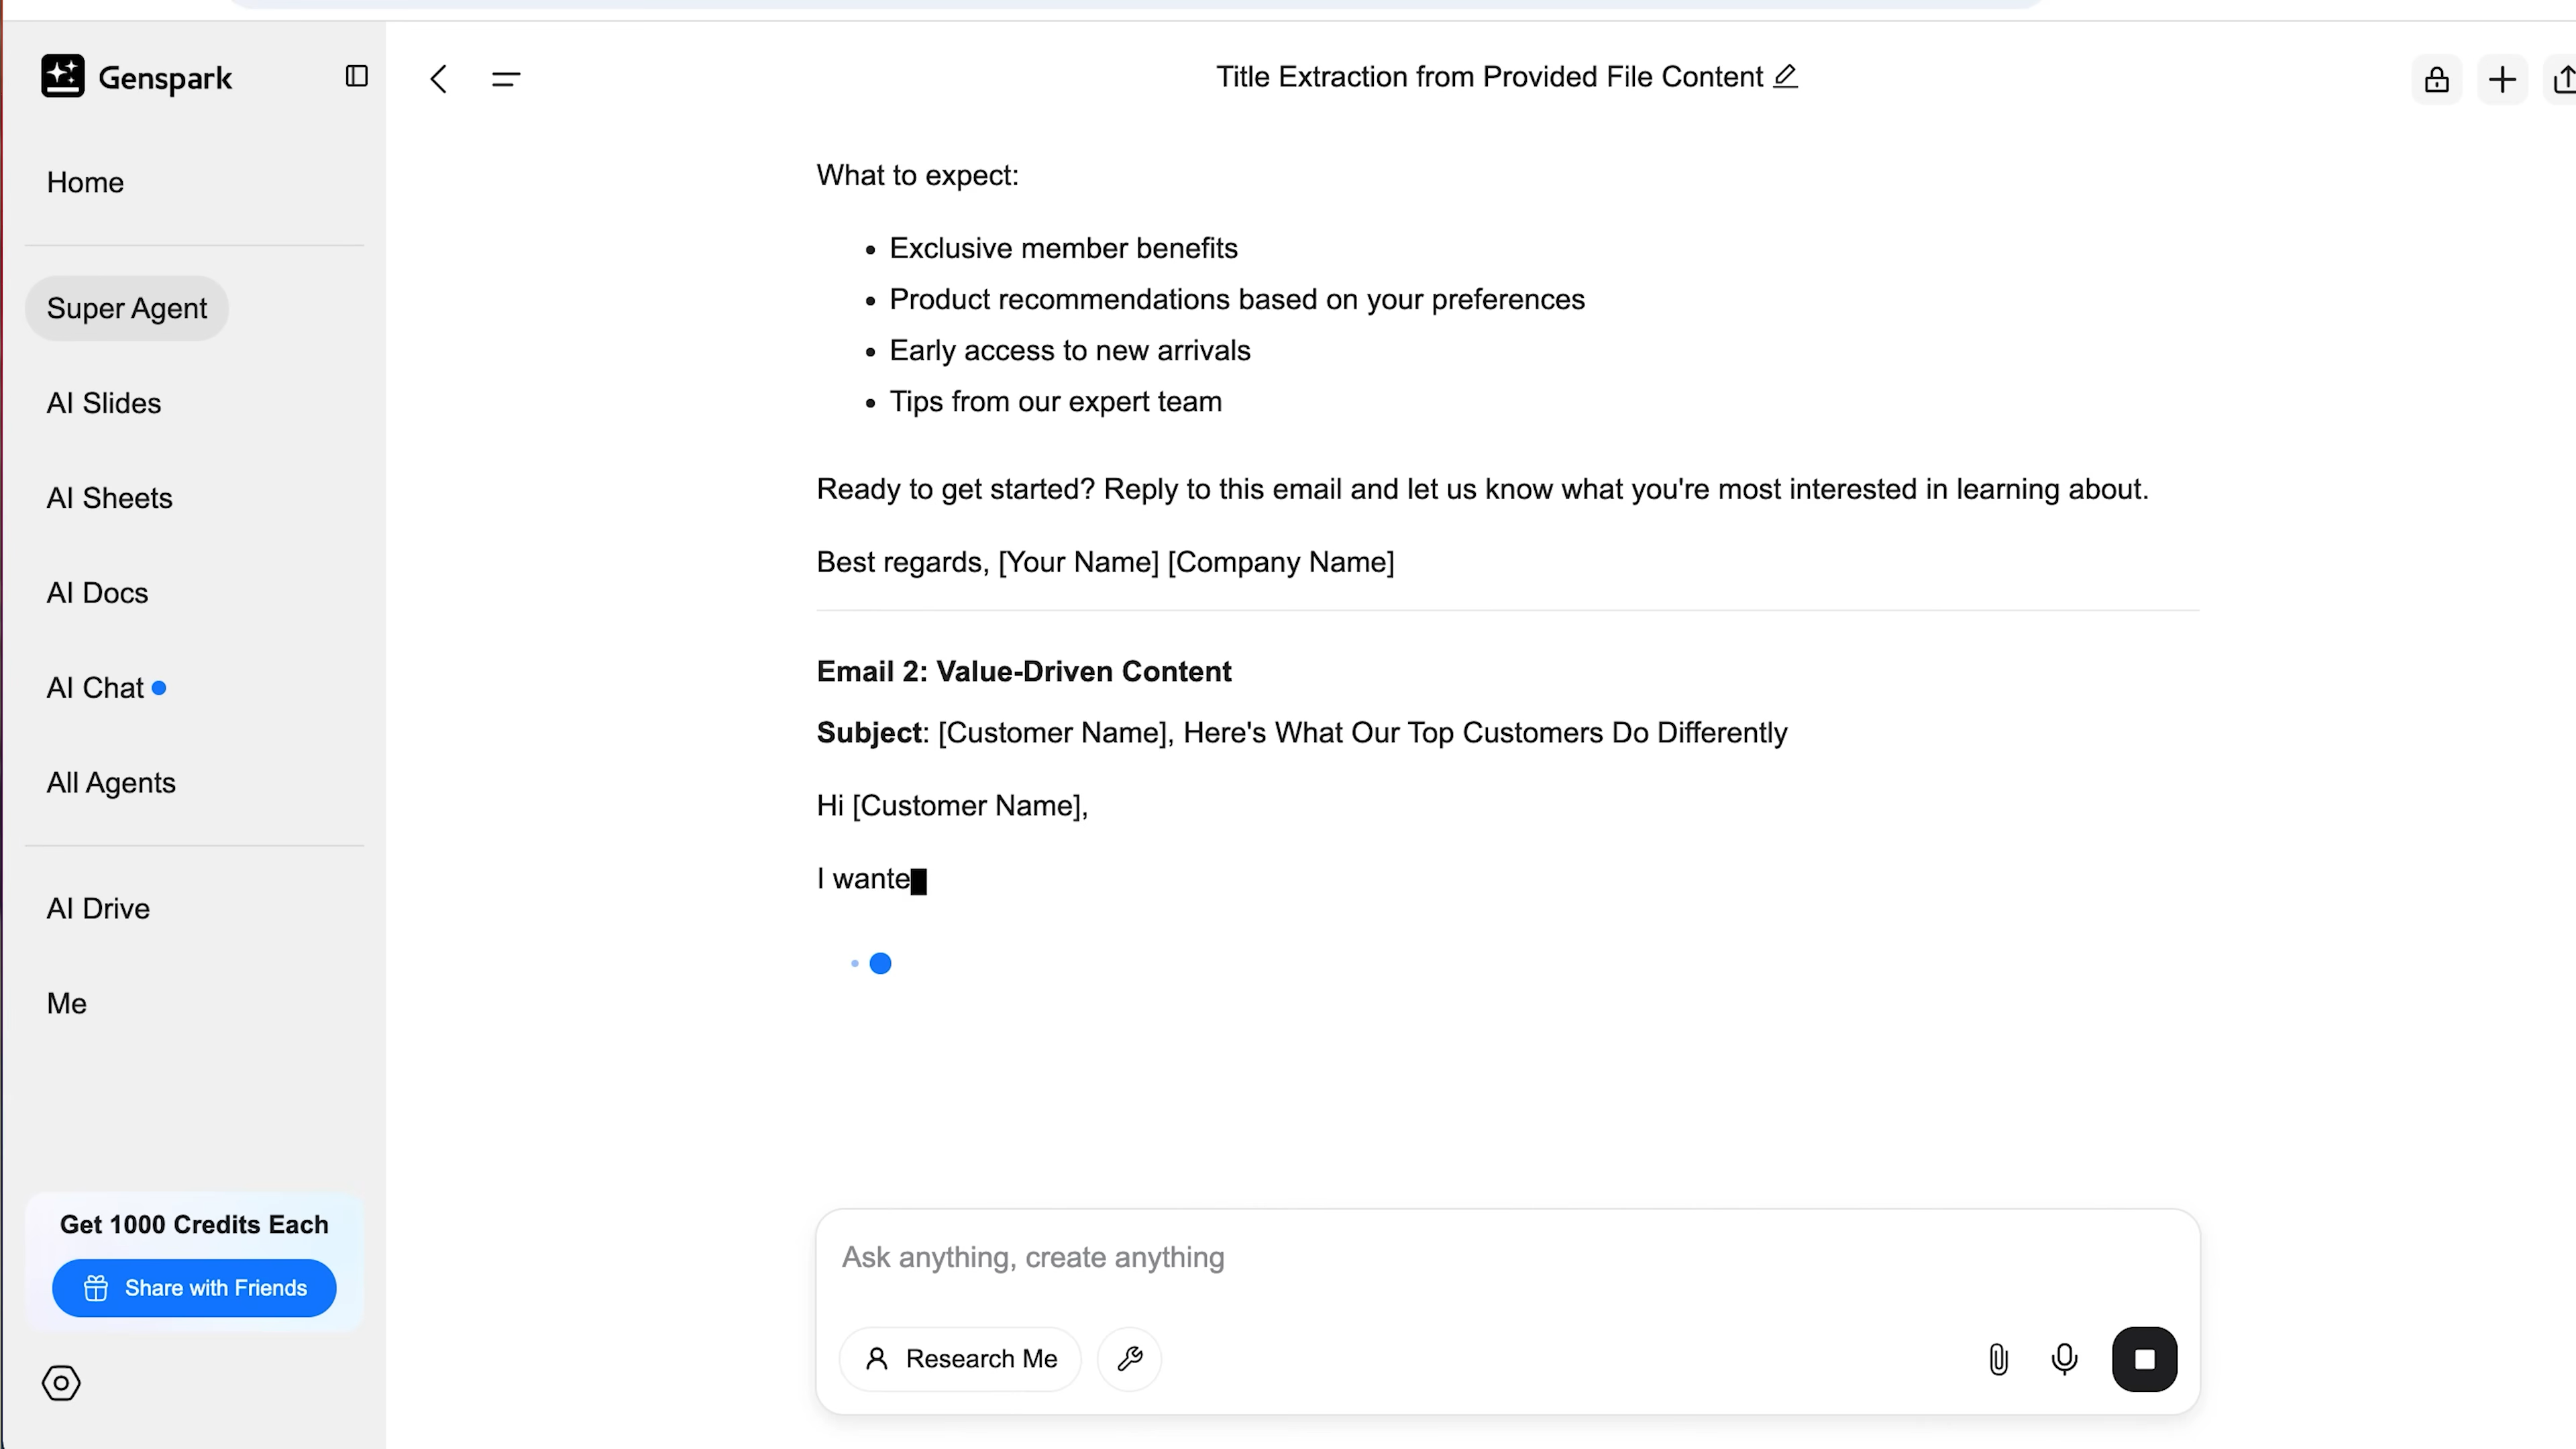 Genspark
Home
Super Agent
AI Slides
AI Sheets
AI Docs
AI Chat
All Agents
AI Drive
Me
Get 1000 Credits Each
Share with Friends
Title Extraction from Provided File Content
What to expect:
• Exclusive member benefits
• Product recommendations based on your preferences
• Early access to new arrivals
• Tips from our expert team
Ready to get started? Reply to this email and let us know what you're most interested in learning about.
Best regards, [Your Name] [Company Name]
Email 2: Value-Driven Content
Subject: [Customer Name], Here's What Our Top Customers Do Differently
Hi [Customer Name],
I wante
Ask anything, create anything
Research Me